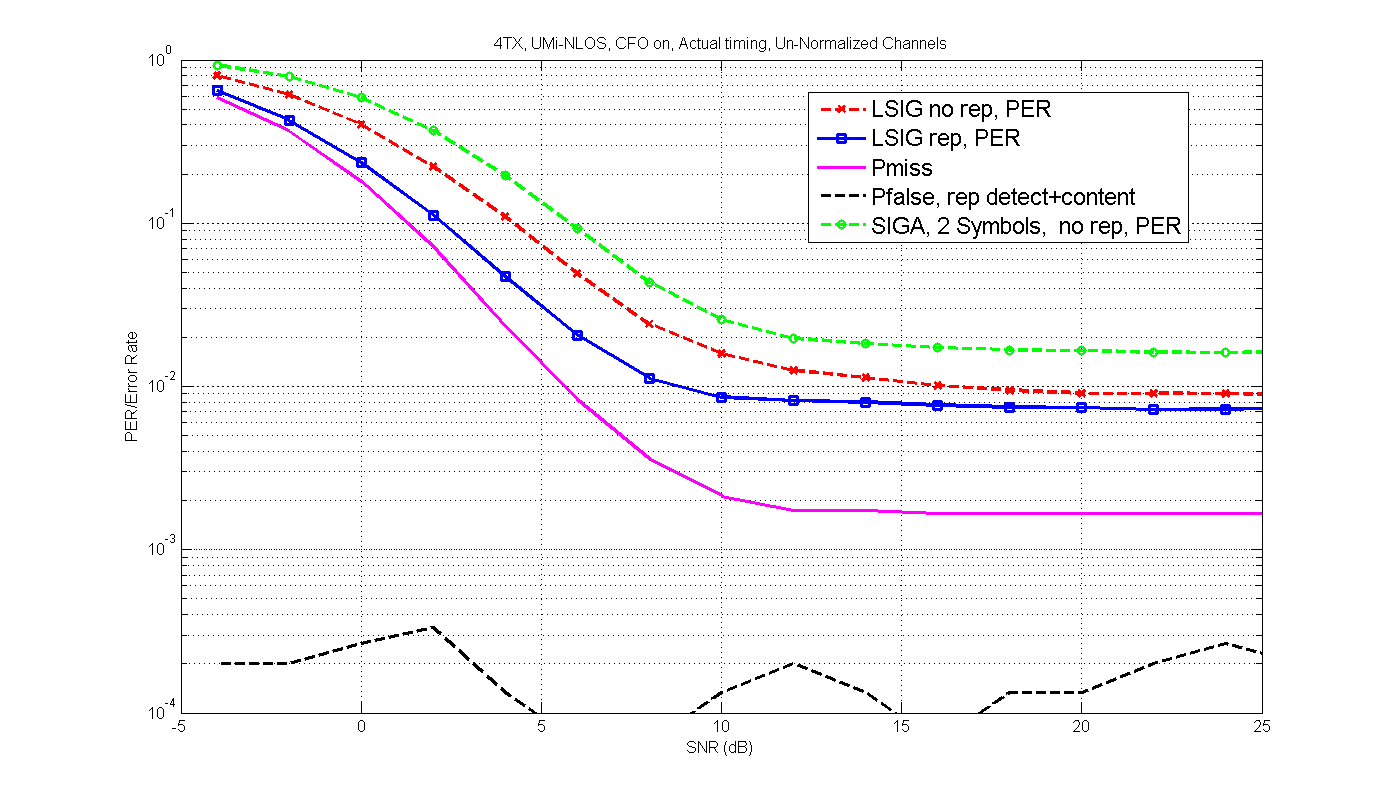 4TX, UMi-NLOS, CFO on, Actual timing, Un-Normalized Channels
10^0
10^-1
10^-2
10^-3
10^-4
PER/Error Rate
LSIG no rep, PER
LSIG rep, PER
Pmiss
Pfalse, rep detect+content
SIGA, 2 Symbols, no rep, PER
-5 0 5 10 15 20 25
SNR (dB)